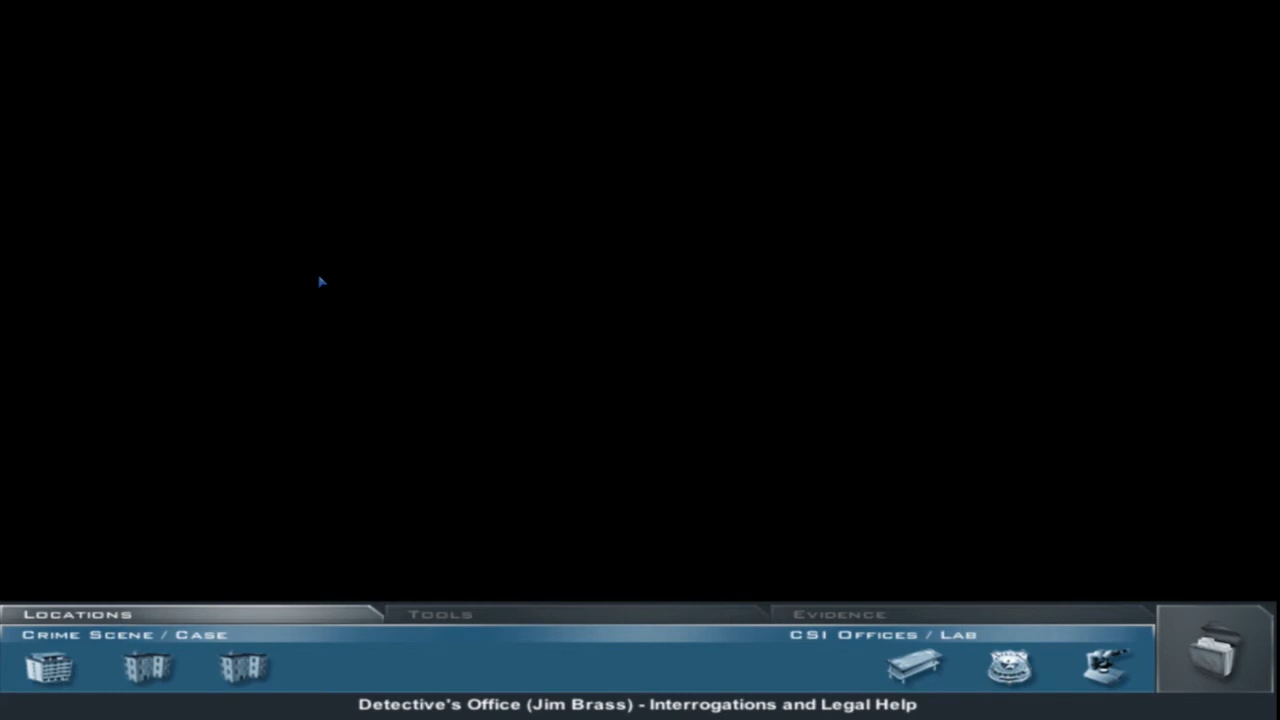 LOCATIONS
TOOLS
EVIDENCE
CRIME SCENE / CASE
CSI OFFICES / LAB
Detective's Office (Jim Brass) - Interrogations and Legal Help